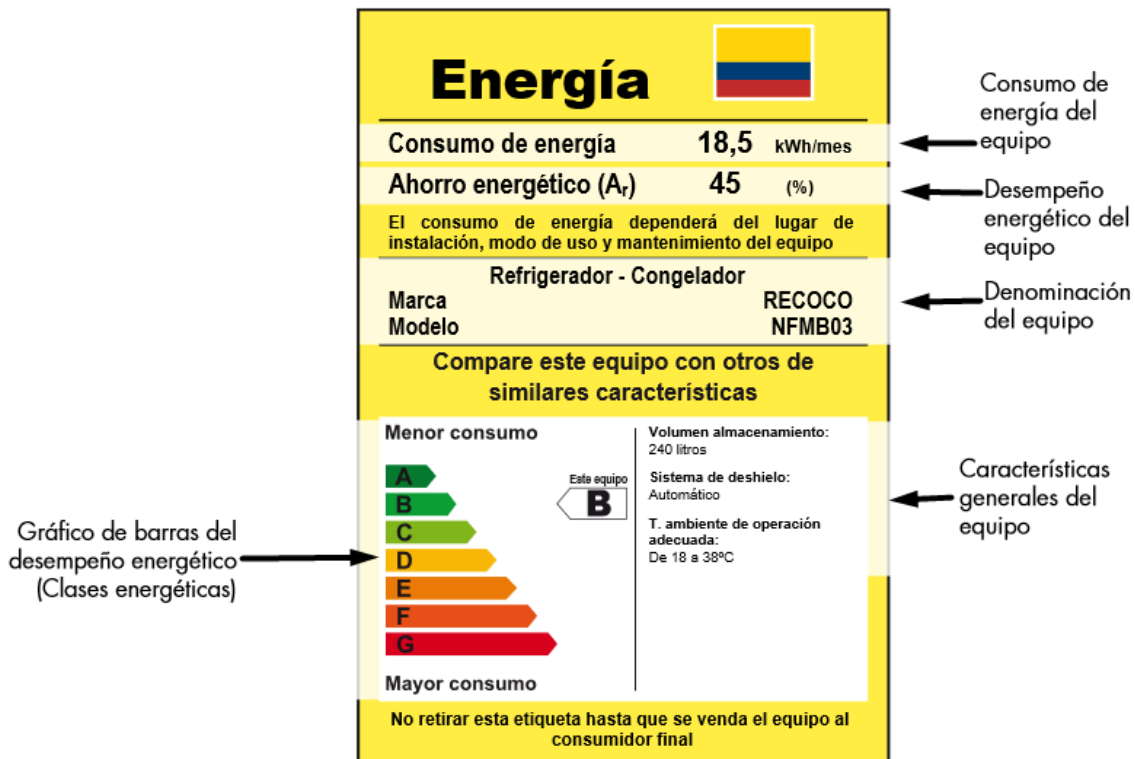 Energía
Consumo de energía 18,5 kWh/mes
Ahorro energético (Ar) 45 (%)
El consumo de energía dependerá del lugar de
instalación, modo de uso y mantenimiento del equipo
Refrigerador - Congelador
Marca RECOCO
Modelo NFMB03
Compare este equipo con otros de
similares características
Menor consumo
A
B
C
D
E
F
G
Mayor consumo
Este equipo
B
Volumen almacenamiento:
240 litros
Sistema de deshielo:
Automático
T. ambiente de operación
adecuada:
De 18 a 38ºC
No retirar esta etiqueta hasta que se venda el equipo al
consumidor final
Consumo de
energía del
equipo
Desempeño
energético del
equipo
Denominación
del equipo
Características
generales del
equipo
Gráfico de barras del
desempeño energético
(Clases energéticas)